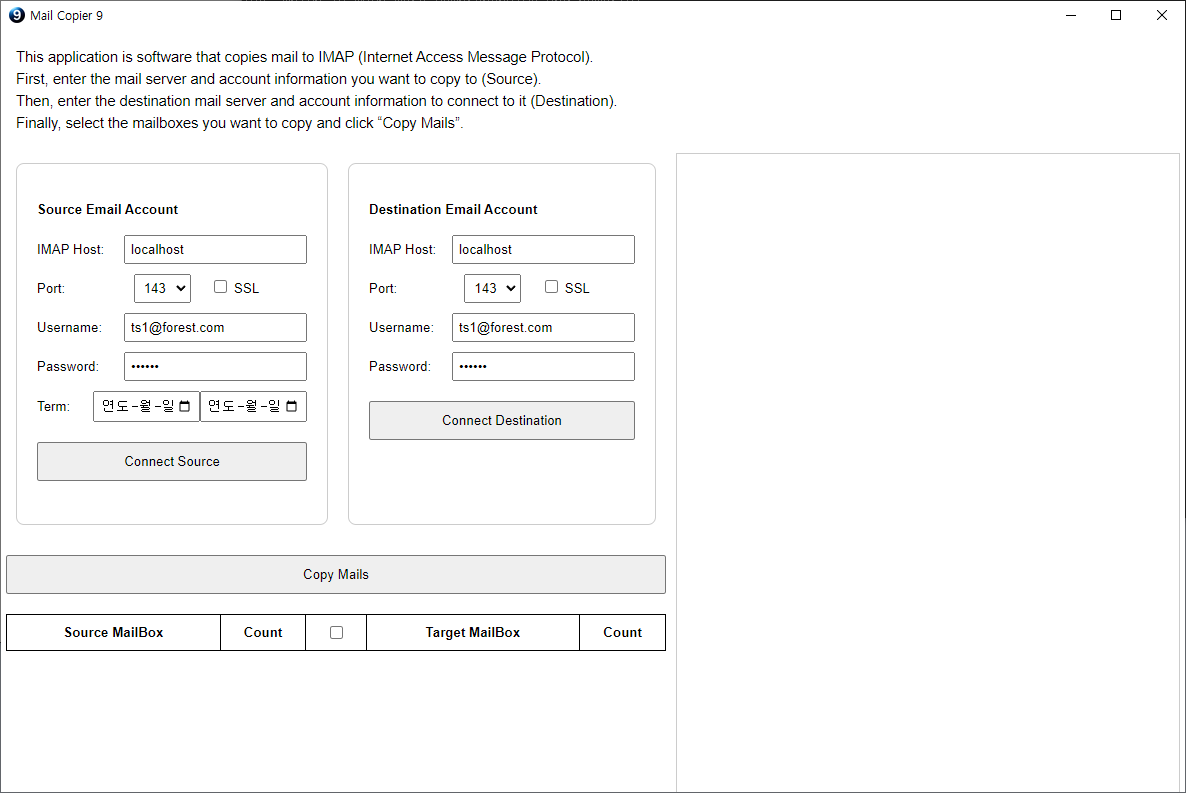 Mail Copier 9
This application is software that copies mail to IMAP (Internet Access Message Protocol).
First, enter the mail server and account information you want to copy to (Source).
Then, enter the destination mail server and account information to connect to it (Destination).
Finally, select the mailboxes you want to copy and click “Copy Mails”.
Source Email Account
IMAP Host: localhost
Port: 143 SSL
Username: ts1@forest.com
Password: ••••••
Term: 연도-월-일 연도-월-일
Connect Source
Destination Email Account
IMAP Host: localhost
Port: 143 SSL
Username: ts1@forest.com
Password: ••••••
Connect Destination
Copy Mails
Source MailBox Count Target MailBox Count